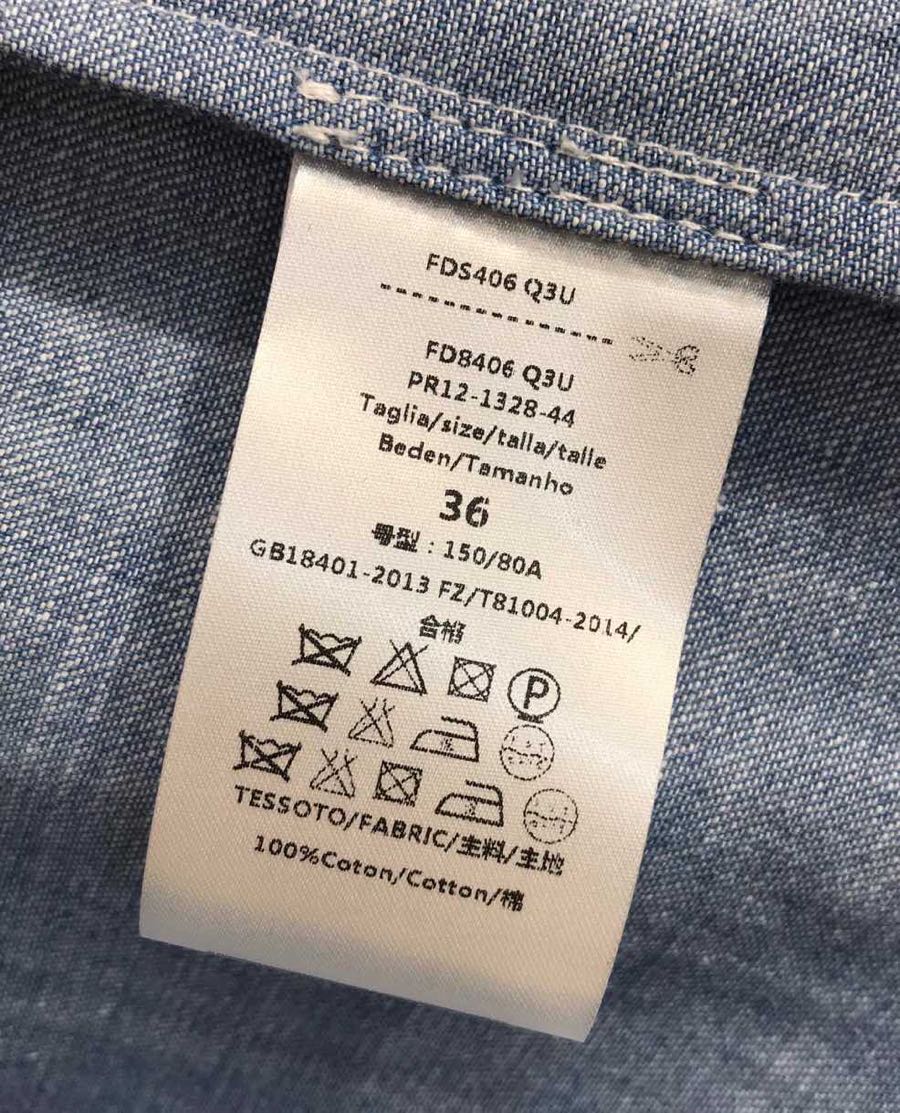 FDS406 Q3U
---------------
FD8406 Q3U
PR12-1328-44
Taglia/size/talla/talle
Beden/Tamanho
36
号型：150/80A
GB18401-2013 FZ/T81004-2014/
合格
P
TESSOTO/FABRIC/主料/主地
100%Coton/Cotton/棉